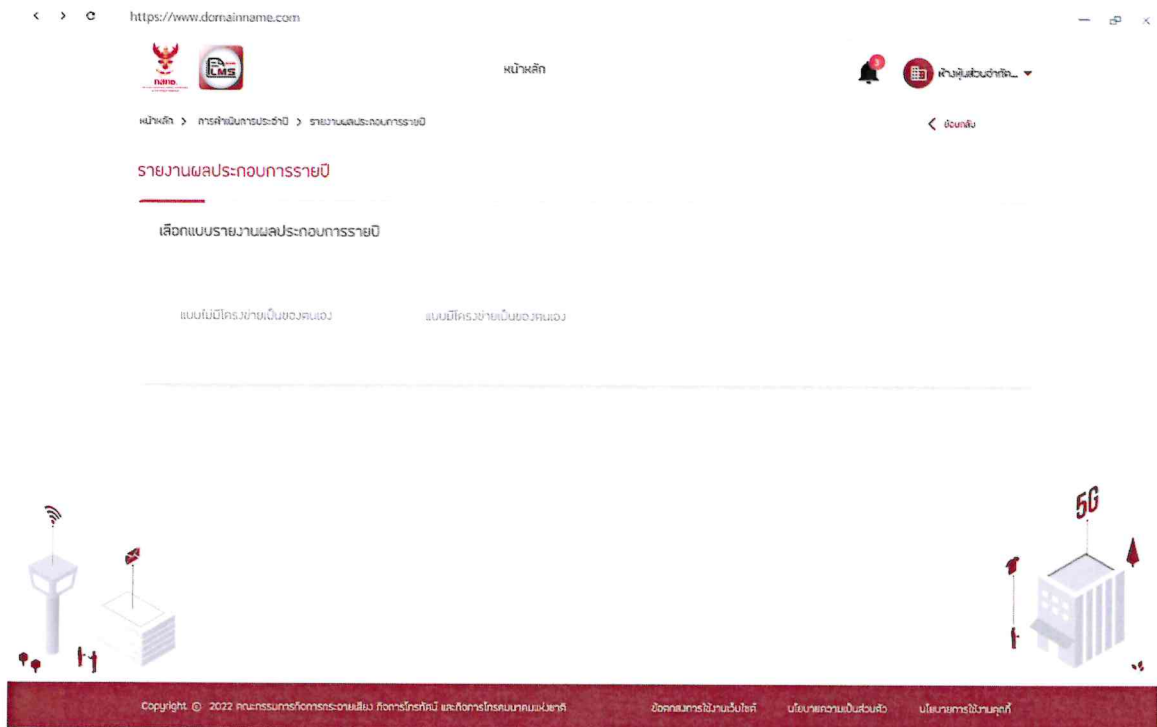 https://www.domainname.com
กสทช.
LMS
หน้าหลัก
3
ห้างหุ้นส่วนจำกัด...
หน้าหลัก > การดำเนินการประจำปี > รายงานผลประกอบการรายปี
ย้อนกลับ
รายงานผลประกอบการรายปี
เลือกแบบรายงานผลประกอบการรายปี
แบบไม่มีโครงข่ายเป็นของตนเอง
แบบมีโครงข่ายเป็นของตนเอง
5G
Copyright © 2022 คณะกรรมการกิจการกระจายเสียง กิจการโทรทัศน์ และกิจการโทรคมนาคมแห่งชาติ
ข้อตกลงการใช้งานเว็บไซต์
นโยบายความเป็นส่วนตัว
นโยบายการใช้งานคุกกี้